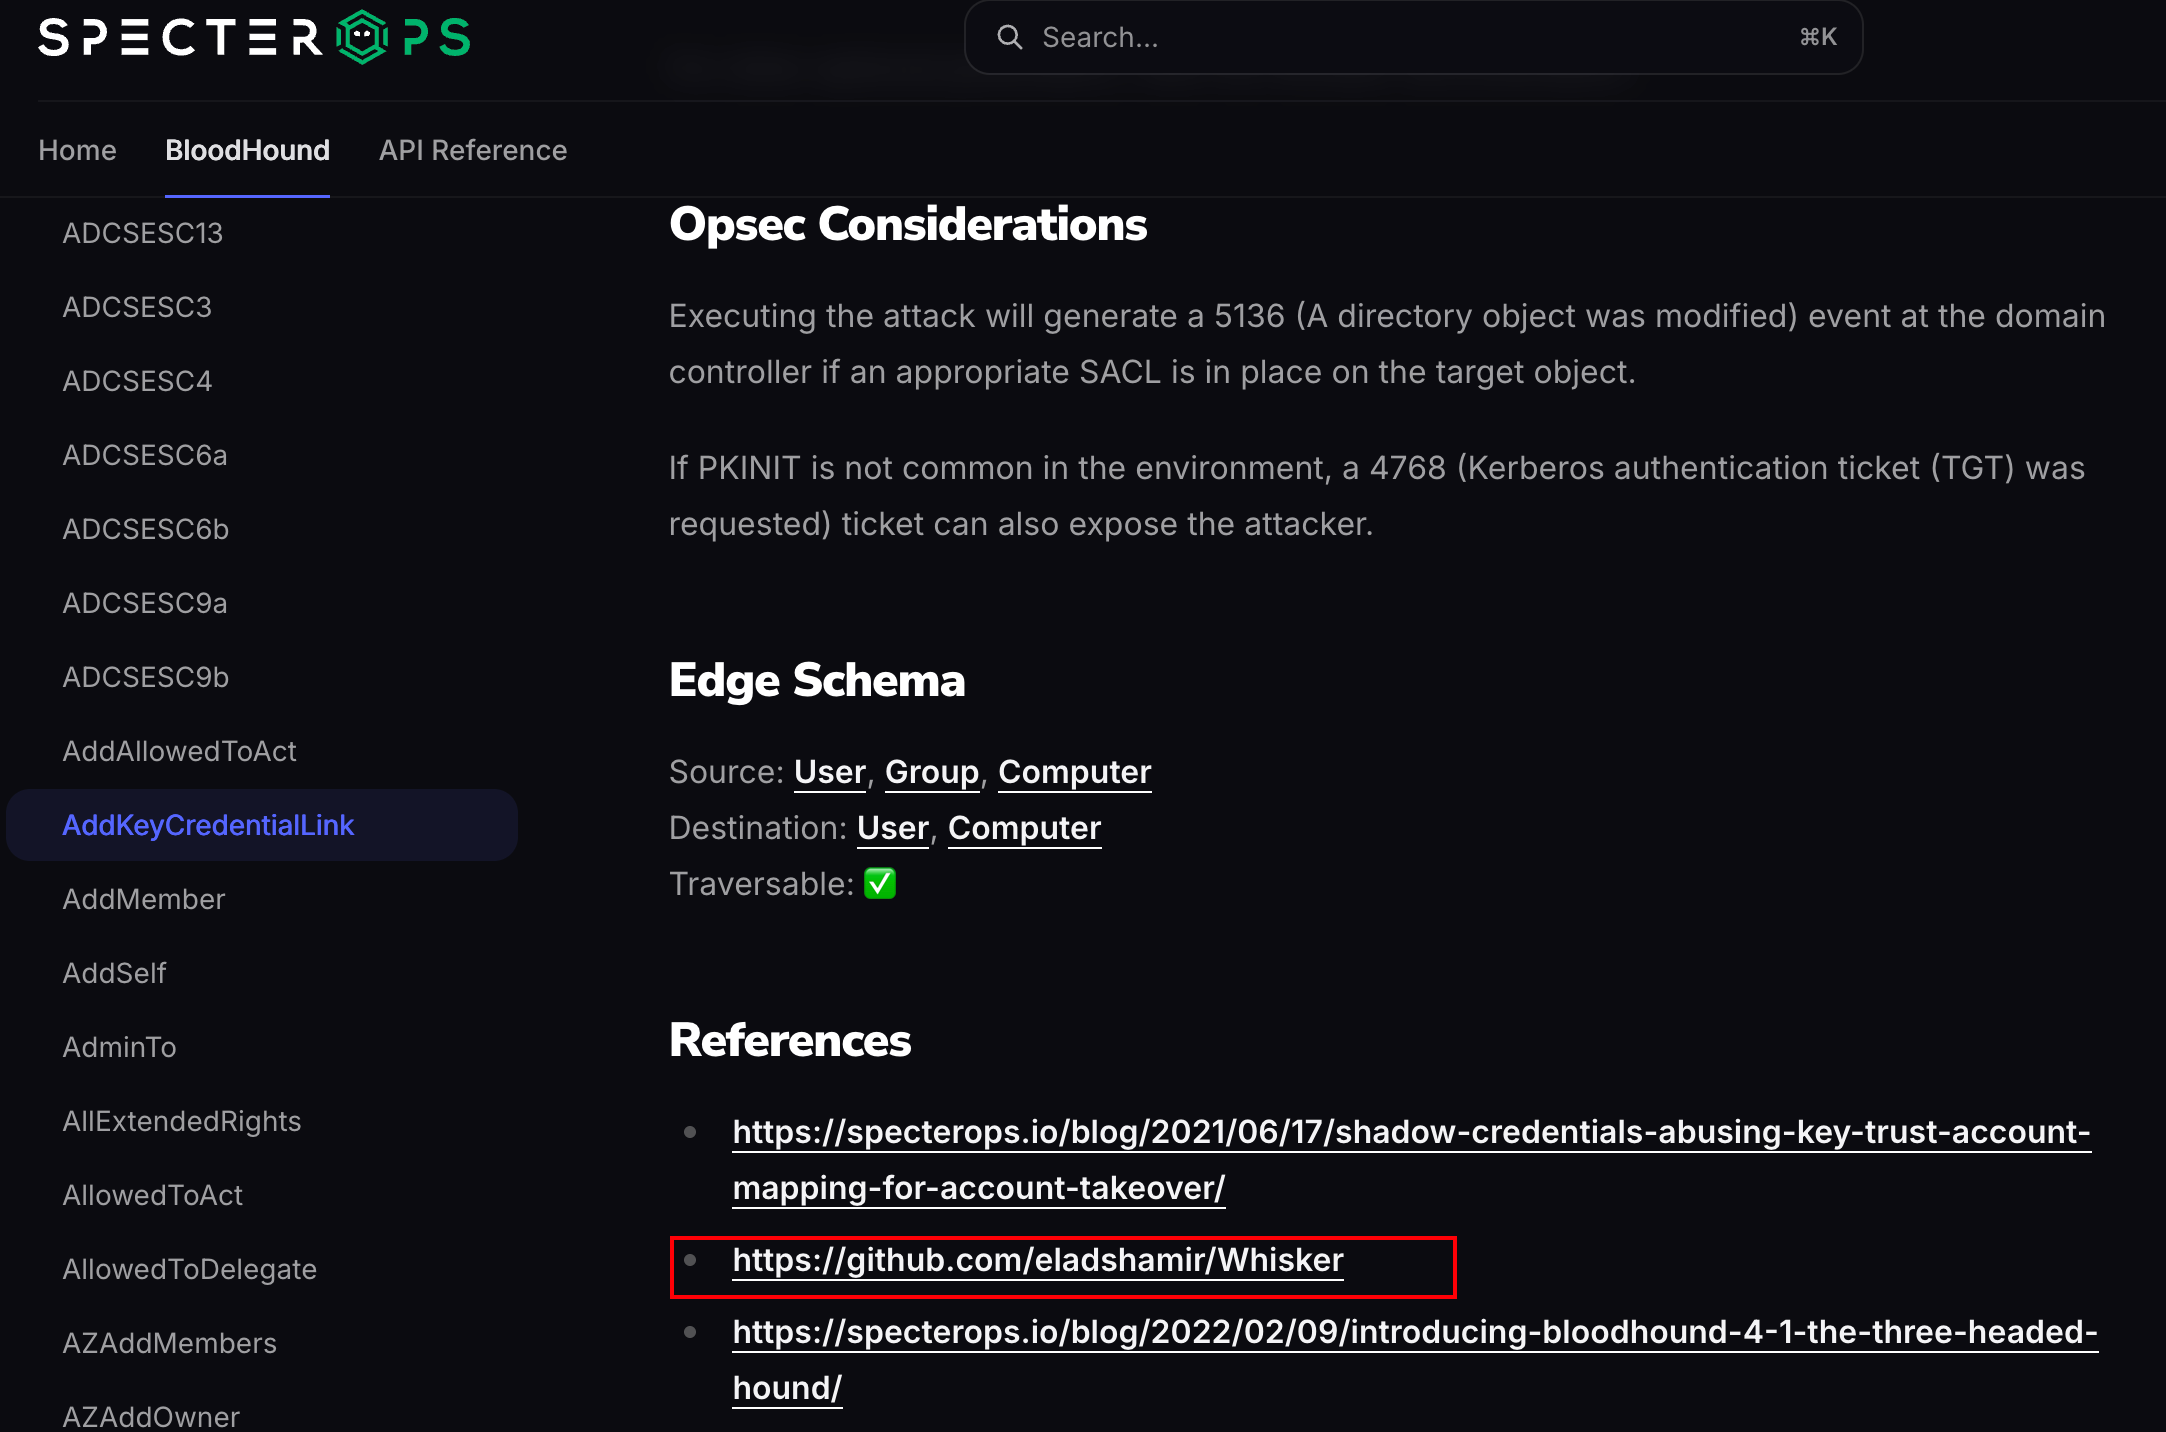 SPECTEROPS
Search...
⌘K
Home
BloodHound
API Reference
ADCSESC13
ADCSESC3
ADCSESC4
ADCSESC6a
ADCSESC6b
ADCSESC9a
ADCSESC9b
AddAllowedToAct
AddKeyCredentialLink
AddMember
AddSelf
AdminTo
AllExtendedRights
AllowedToAct
AllowedToDelegate
AZAddMembers
AZAddOwner
Opsec Considerations
Executing the attack will generate a 5136 (A directory object was modified) event at the domain
controller if an appropriate SACL is in place on the target object.
If PKINIT is not common in the environment, a 4768 (Kerberos authentication ticket (TGT) was
requested) ticket can also expose the attacker.
Edge Schema
Source: User, Group, Computer
Destination: User, Computer
Traversable: ✅
References
https://specterops.io/blog/2021/06/17/shadow-credentials-abusing-key-trust-account-
mapping-for-account-takeover/
https://github.com/eladshamir/Whisker
https://specterops.io/blog/2022/02/09/introducing-bloodhound-4-1-the-three-headed-
hound/